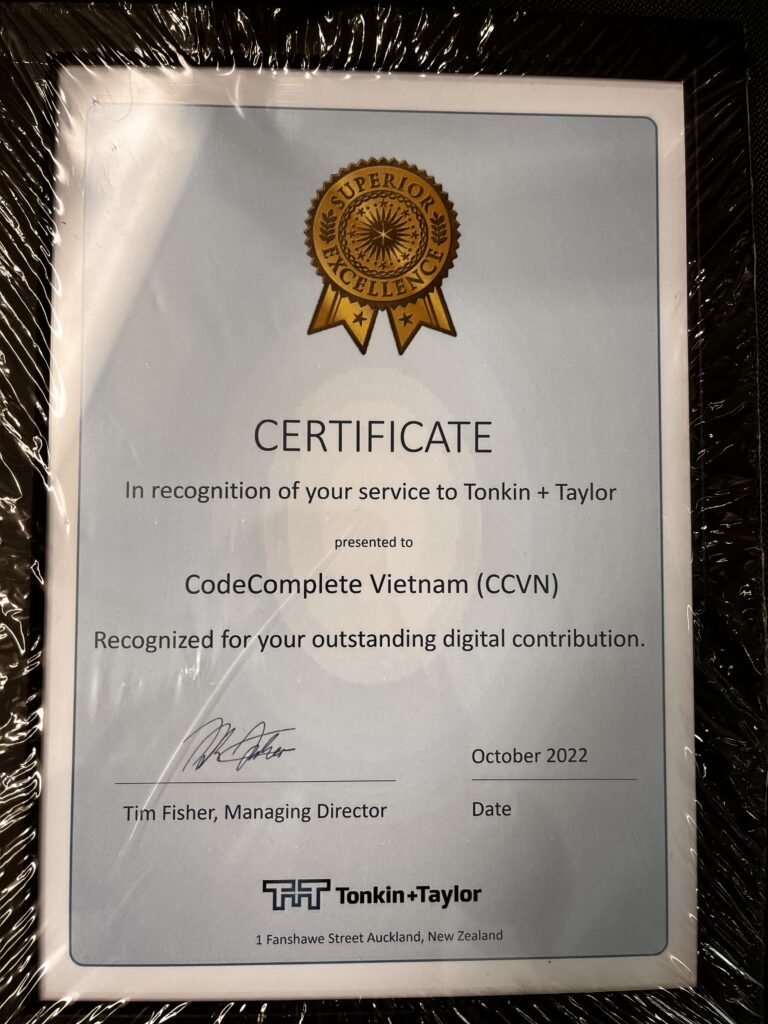 SUPERIOR
EXCELLENCE
CERTIFICATE
In recognition of your service to Tonkin + Taylor
presented to
CodeComplete Vietnam (CCVN)
Recognized for your outstanding digital contribution.
October 2022
Tim Fisher, Managing Director
Date
Tonkin+Taylor
1 Fanshawe Street Auckland, New Zealand